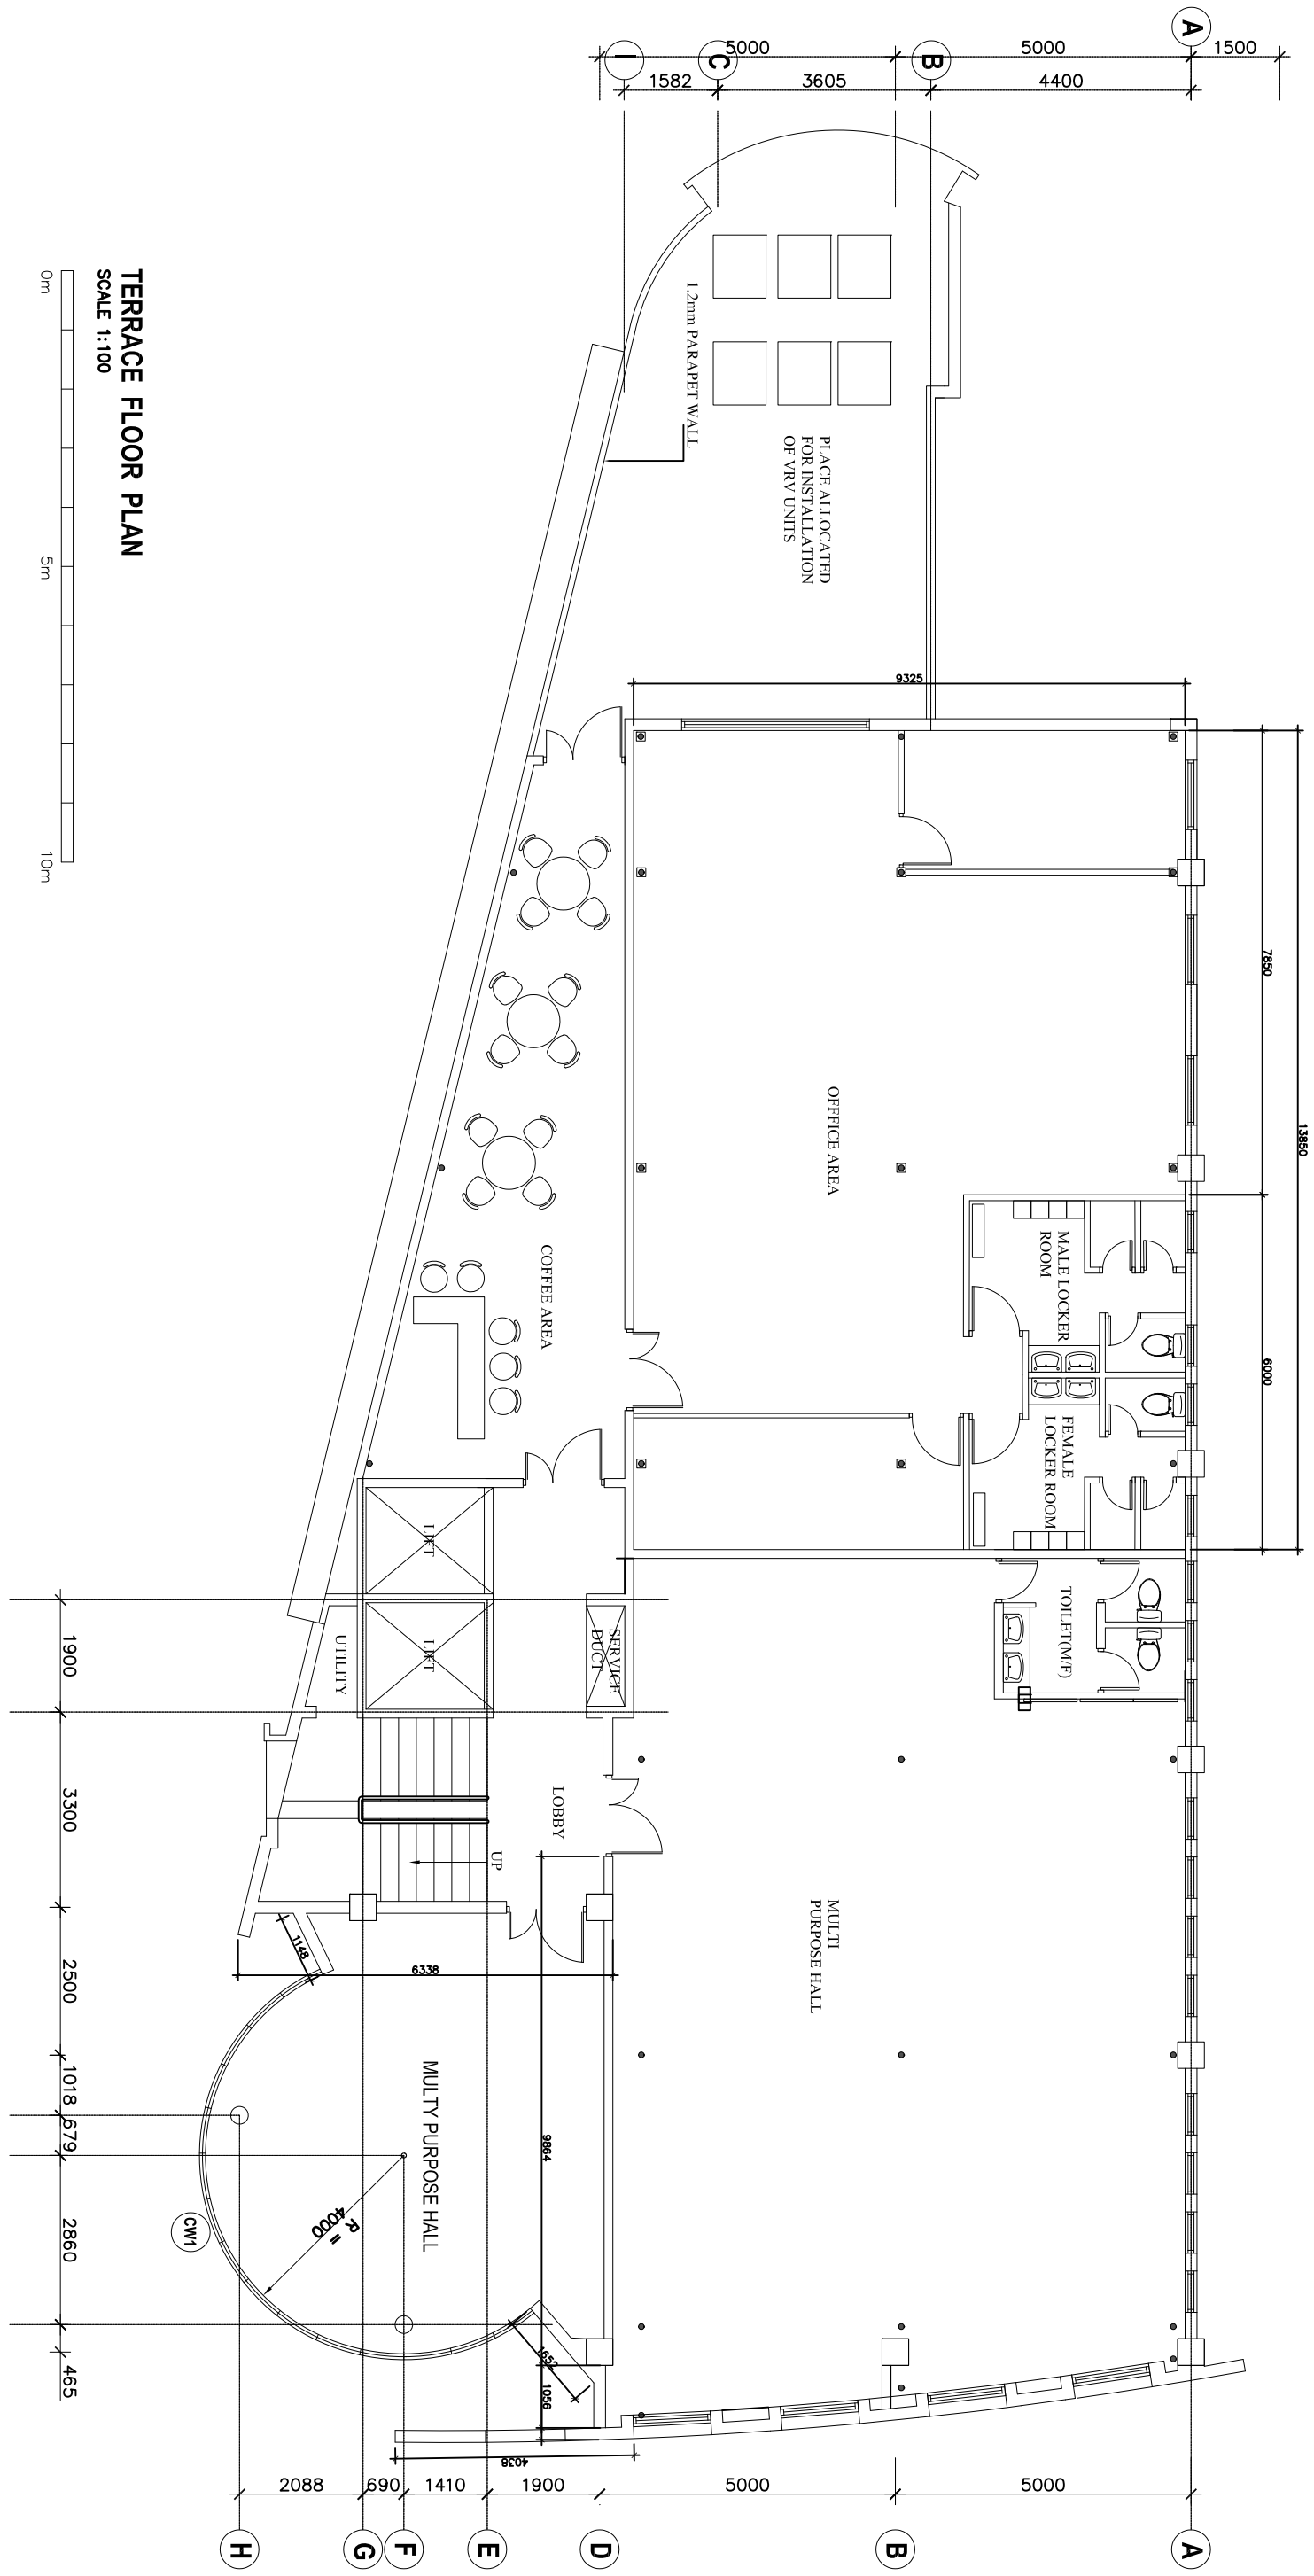 A
1500
5000
5000
I
C
B
1582
3605
4400
1.2mm PARAPET WALL
PLACE ALLOCATED
FOR INSTALLATION
OF VRV UNITS
TERRACE FLOOR PLAN
SCALE 1:100
0m
5m
10m
9325
7850
13850
6000
OFFFICE AREA
MALE LOCKER
ROOM
FEMALE
LOCKER ROOM
COFFEE AREA
LIFT
LIFT
SERVICE
DUCT
UTILITY
TOILET(M/F)
LOBBY
UP
MULTI
PURPOSE HALL
1148
6338
MULTY PURPOSE HALL
9864
R =
4000
CW1
1652
1056
4038
1900
3300
2500
1018
679
2860
465
2088
690
1410
1900
5000
5000
H
G
F
E
D
B
A